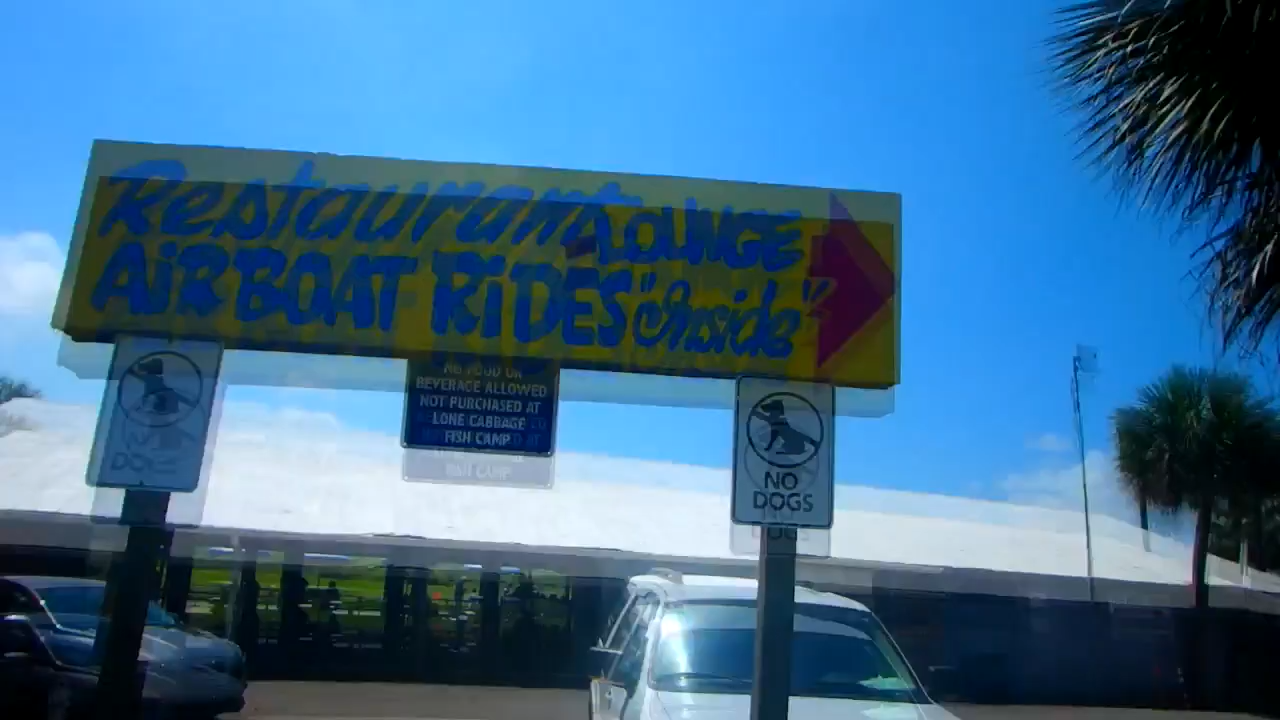 Restaurant LOUNGE
AiRBOAT RiDES "Inside"
NO FOOD OR
BEVERAGE ALLOWED
NOT PURCHASED AT
LONE CABBAGE
FISH CAMP
NO
DOGS
DOGS